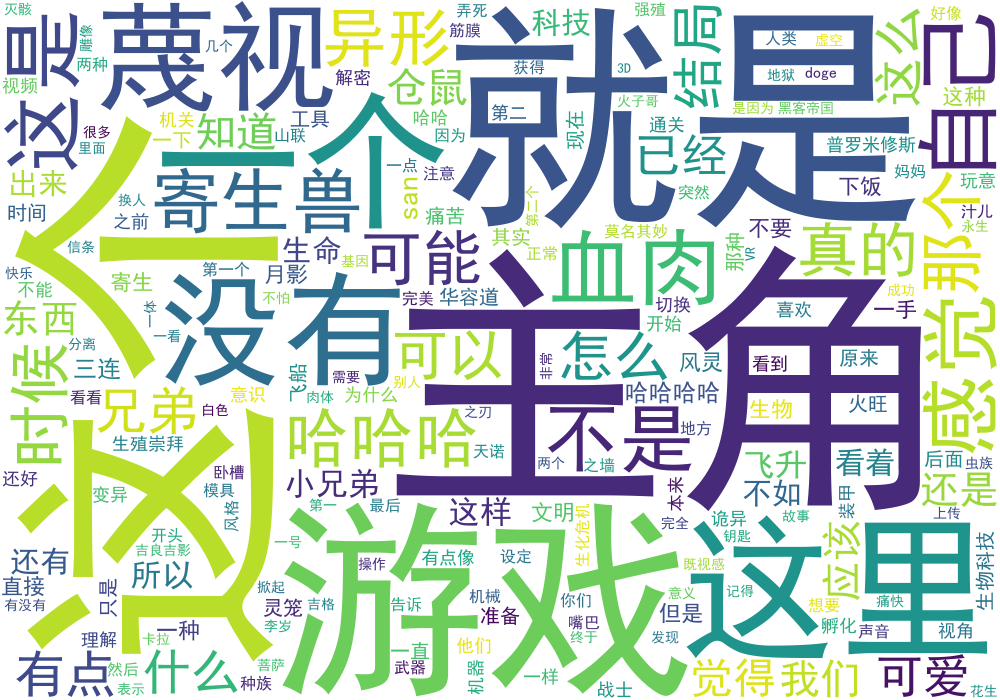 灭骸
雕像
两种
几个
视频
这是
蔑视
异形
弄死
筋膜
科技
强殖
结局
人类
虚空
地狱
doge
好像
这么
自己
这种
获得
3D
火子哥
解密
仓鼠
第二
就是
是因为
黑客帝国
很多
里面
机关
一下
知道
工具
山联
一个
哈哈
因为
现在
通关
已经
普罗米修斯
妈妈
玩意
出来
时间
换人
之前
寄生兽
san
一点
注意
痛苦
第二个
突然
下饭
那个
汁儿
永生
人
信条
生命
可能
其实
正常
莫名其妙
血肉
那种
VR
不要
真的
快乐
不能
寄生
第一个
基因
月影
不怕
没有
完美
华容道
切换
开始
喜欢
成功
一手
东西
一体
分离
一看
三连
飞船
需要
肉体
可以
别人
非常
怎么
风灵
看到
原来
感觉
主角
时候
看看
兄弟
白色
意识
为什么
哈哈哈
之刃
哈哈哈哈
不是
地方
生物
火旺
生殖崇拜
还好
卧槽
变异
模具
风格
小兄弟
天诺
两个
之墙
本来
飞升
不如
看着
后面
虫族
还是
这
第一
最后
这样
文明
完全
诡异
钥匙
故事
装甲
上传
开头
吉良吉影
一号
游戏
操作
有点像
设定
生化危机
既视感
这里
应该
生物科技
还有
直接
有没有
只是
所以
掀起
灵笼
吉格
李岁
告诉
机械
准备
你们
嘴巴
终于
意义
但是
发现
记得
想要
痛快
孵化
声音
视角
理解
卡拉
一种
有点
然后
表示
什么
菩萨
种族
一直
武器
他们
机器
一样
战士
觉得
我们
可爱
花生